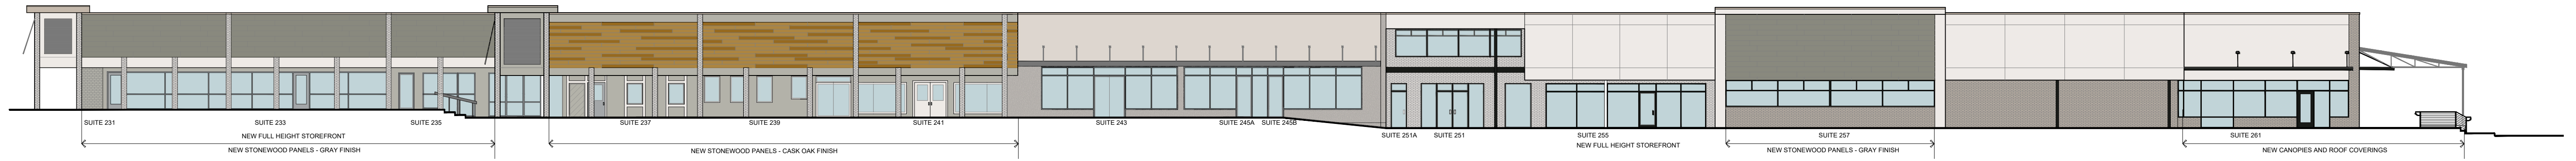 SUITE 231 SUITE 233 SUITE 235 SUITE 237 SUITE 239 SUITE 241 SUITE 243 SUITE 245A SUITE 245B SUITE 251A SUITE 251 SUITE 255 SUITE 257 SUITE 261
NEW FULL HEIGHT STOREFRONT NEW FULL HEIGHT STOREFRONT
NEW STONEWOOD PANELS - GRAY FINISH NEW STONEWOOD PANELS - CASK OAK FINISH NEW STONEWOOD PANELS - GRAY FINISH NEW CANOPIES AND ROOF COVERINGS